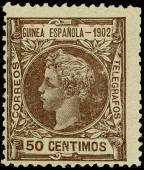 GUINEA ESPAÑOLA-1902
CORREOS
TELEGRAFOS
50 CENTIMOS